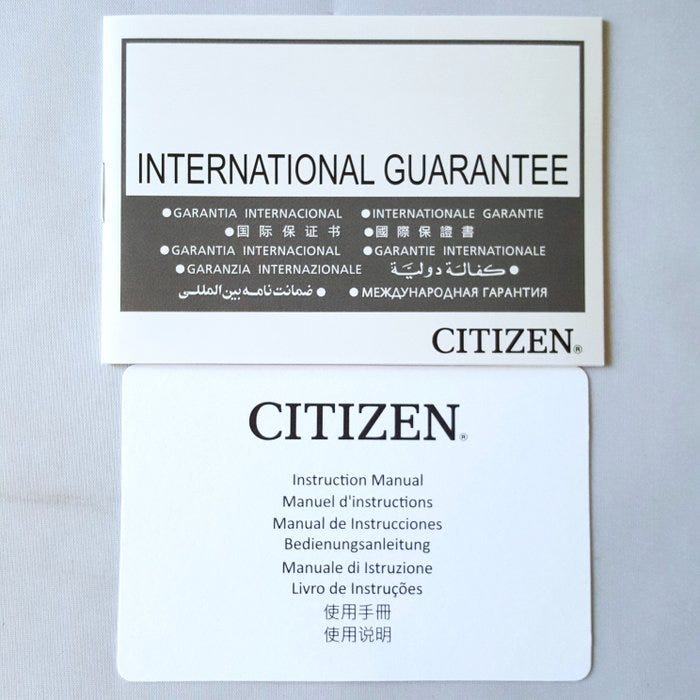 INTERNATIONAL GUARANTEE
●GARANTIA INTERNACIONAL ●INTERNATIONALE GARANTIE
●国际保证书 ●國際保證書
●GARANTIA INTERNACIONAL ●GARANTIE INTERNATIONALE
●GARANZIA INTERNAZIONALE ●كفالة دولية
●ضمانت نامه بين المللى ●МЕЖДУНАРОДНАЯ ГАРАНТИЯ
CITIZEN®
CITIZEN®
Instruction Manual
Manuel d'instructions
Manual de Instrucciones
Bedienungsanleitung
Manuale di Istruzione
Livro de Instruções
使用手冊
使用说明